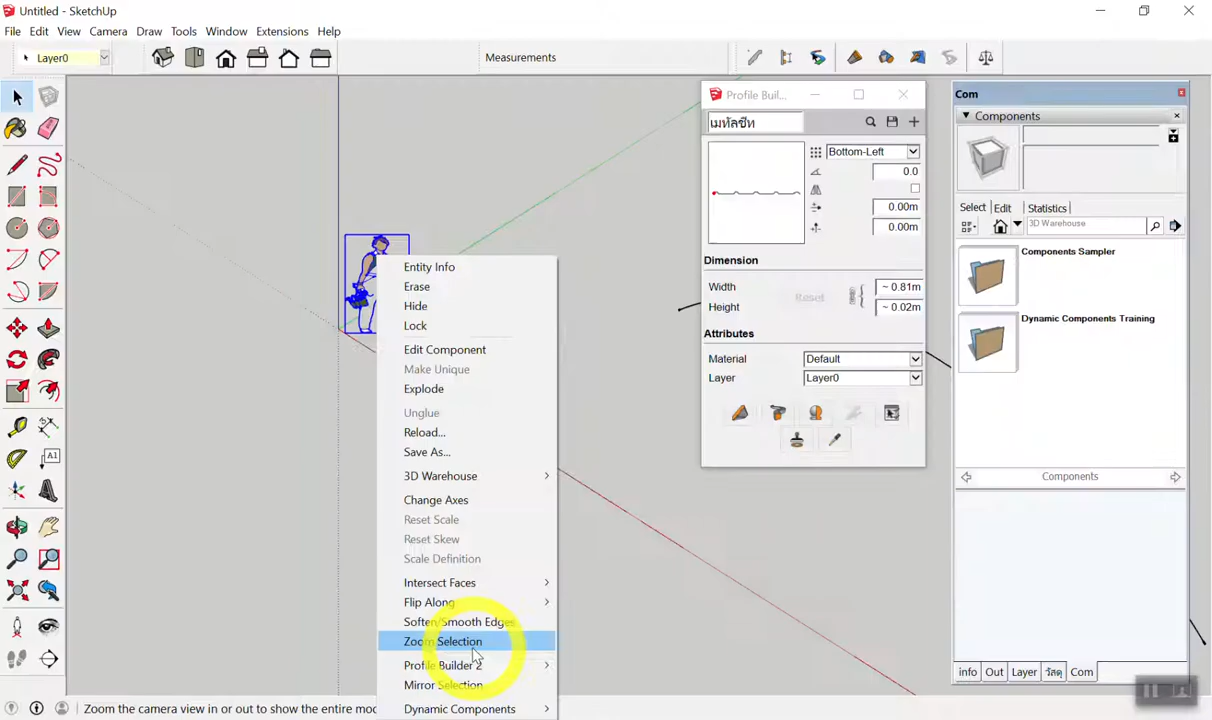 Untitled - SketchUp
File Edit View Camera Draw Tools Window Extensions Help
Layer0
Measurements
Profile Buil...
เมทัลชีท
Bottom-Left
0.0
0.00m
0.00m
Dimension
Width
~ 0.81m
Reset
Height
~ 0.02m
Attributes
Material
Default
Layer
Layer0
Com
Components
Select Edit Statistics
3D Warehouse
Components Sampler
Dynamic Components Training
Components
info Out Layer วัสดุ Com
Entity Info
Erase
Hide
Lock
Edit Component
Make Unique
Explode
Unglue
Reload...
Save As...
3D Warehouse
Change Axes
Reset Scale
Reset Skew
Scale Definition
Intersect Faces
Flip Along
Soften/Smooth Edges
Zoom Selection
Profile Builder 2
Mirror Selection
Dynamic Components
A1
Zoom the camera view in or out to show the entire mod